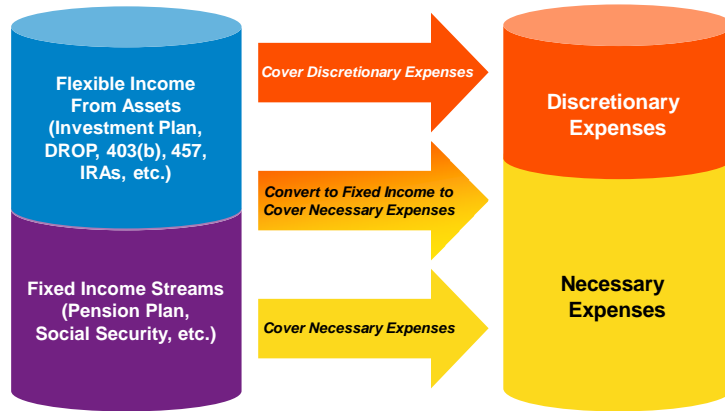 Flexible Income
From Assets
(Investment Plan,
DROP, 403(b), 457,
IRAs, etc.)
Fixed Income Streams
(Pension Plan,
Social Security, etc.)
Cover Discretionary Expenses
Convert to Fixed Income to
Cover Necessary Expenses
Cover Necessary Expenses
Discretionary
Expenses
Necessary
Expenses